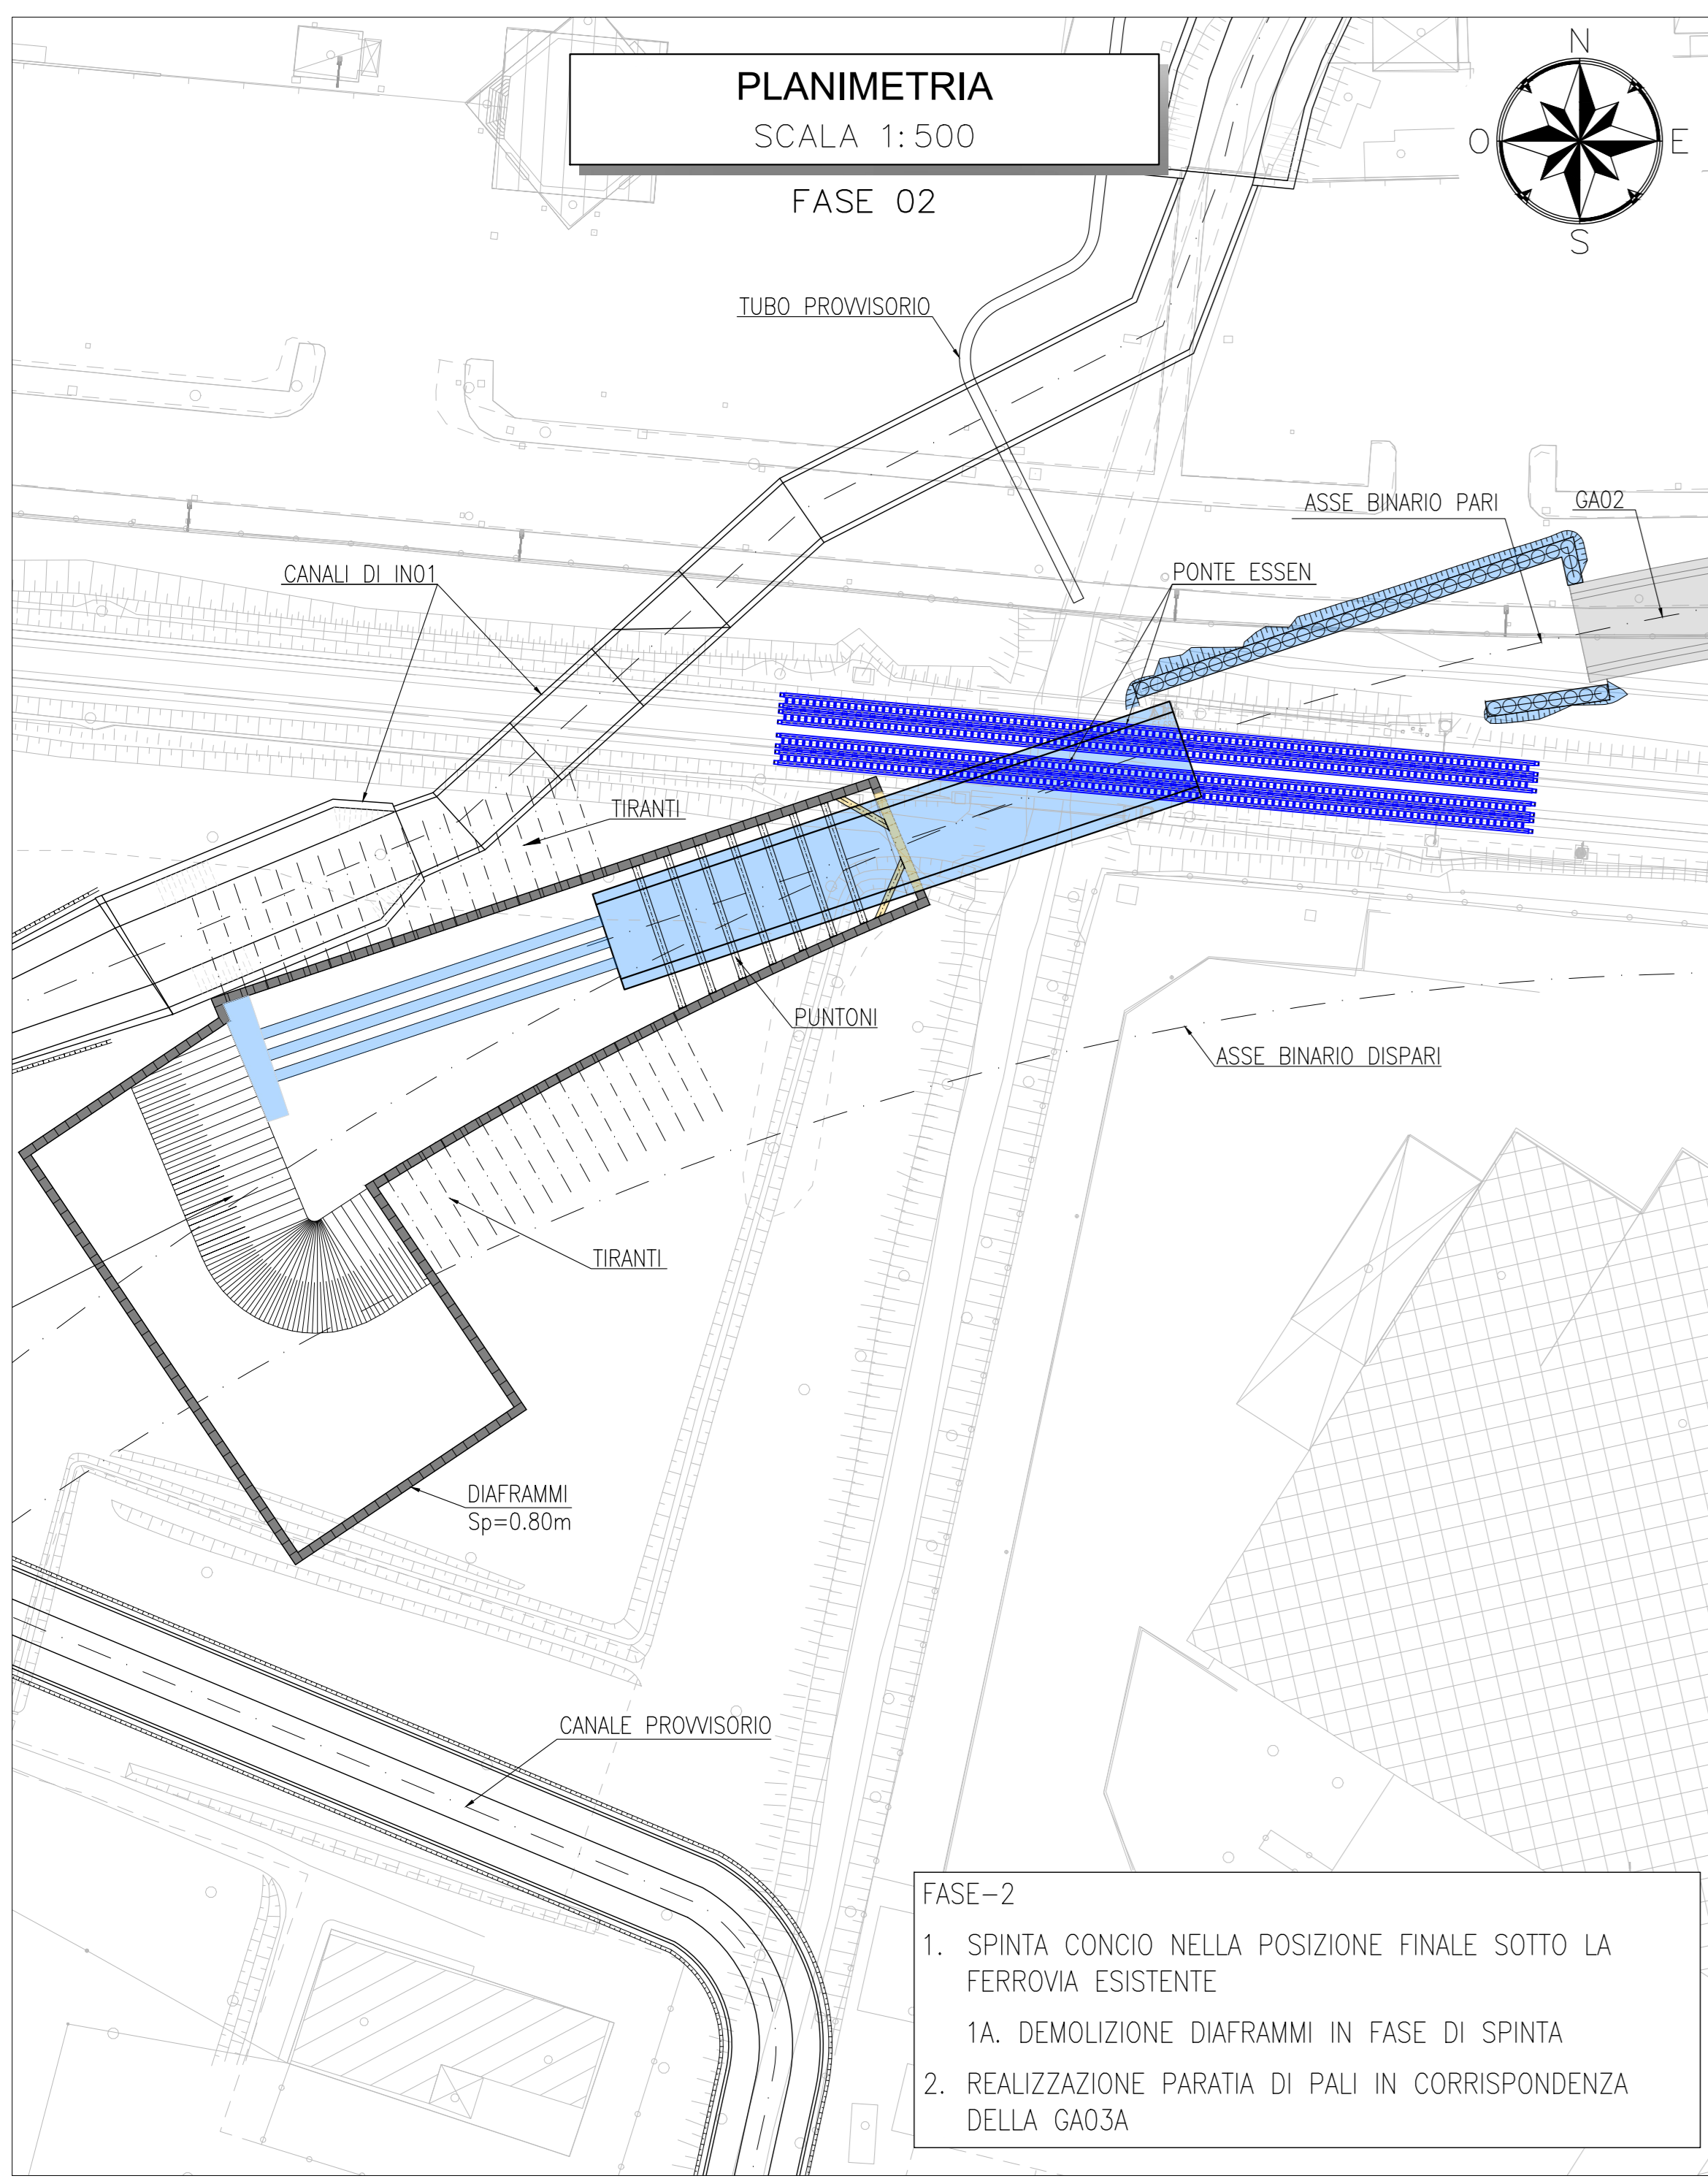 PLANIMETRIA
SCALA 1:500
FASE 02
N
O
E
S
TUBO PROVVISORIO
ASSE BINARIO PARI
GA02
CANALI DI IN01
PONTE ESSEN
TIRANTI
PUNTONI
ASSE BINARIO DISPARI
TIRANTI
DIAFRAMMI
Sp=0.80m
CANALE PROVVISORIO
FASE-2
1. SPINTA CONCIO NELLA POSIZIONE FINALE SOTTO LA
FERROVIA ESISTENTE
1A. DEMOLIZIONE DIAFRAMMI IN FASE DI SPINTA
2. REALIZZAZIONE PARATIA DI PALI IN CORRISPONDENZA
DELLA GA03A